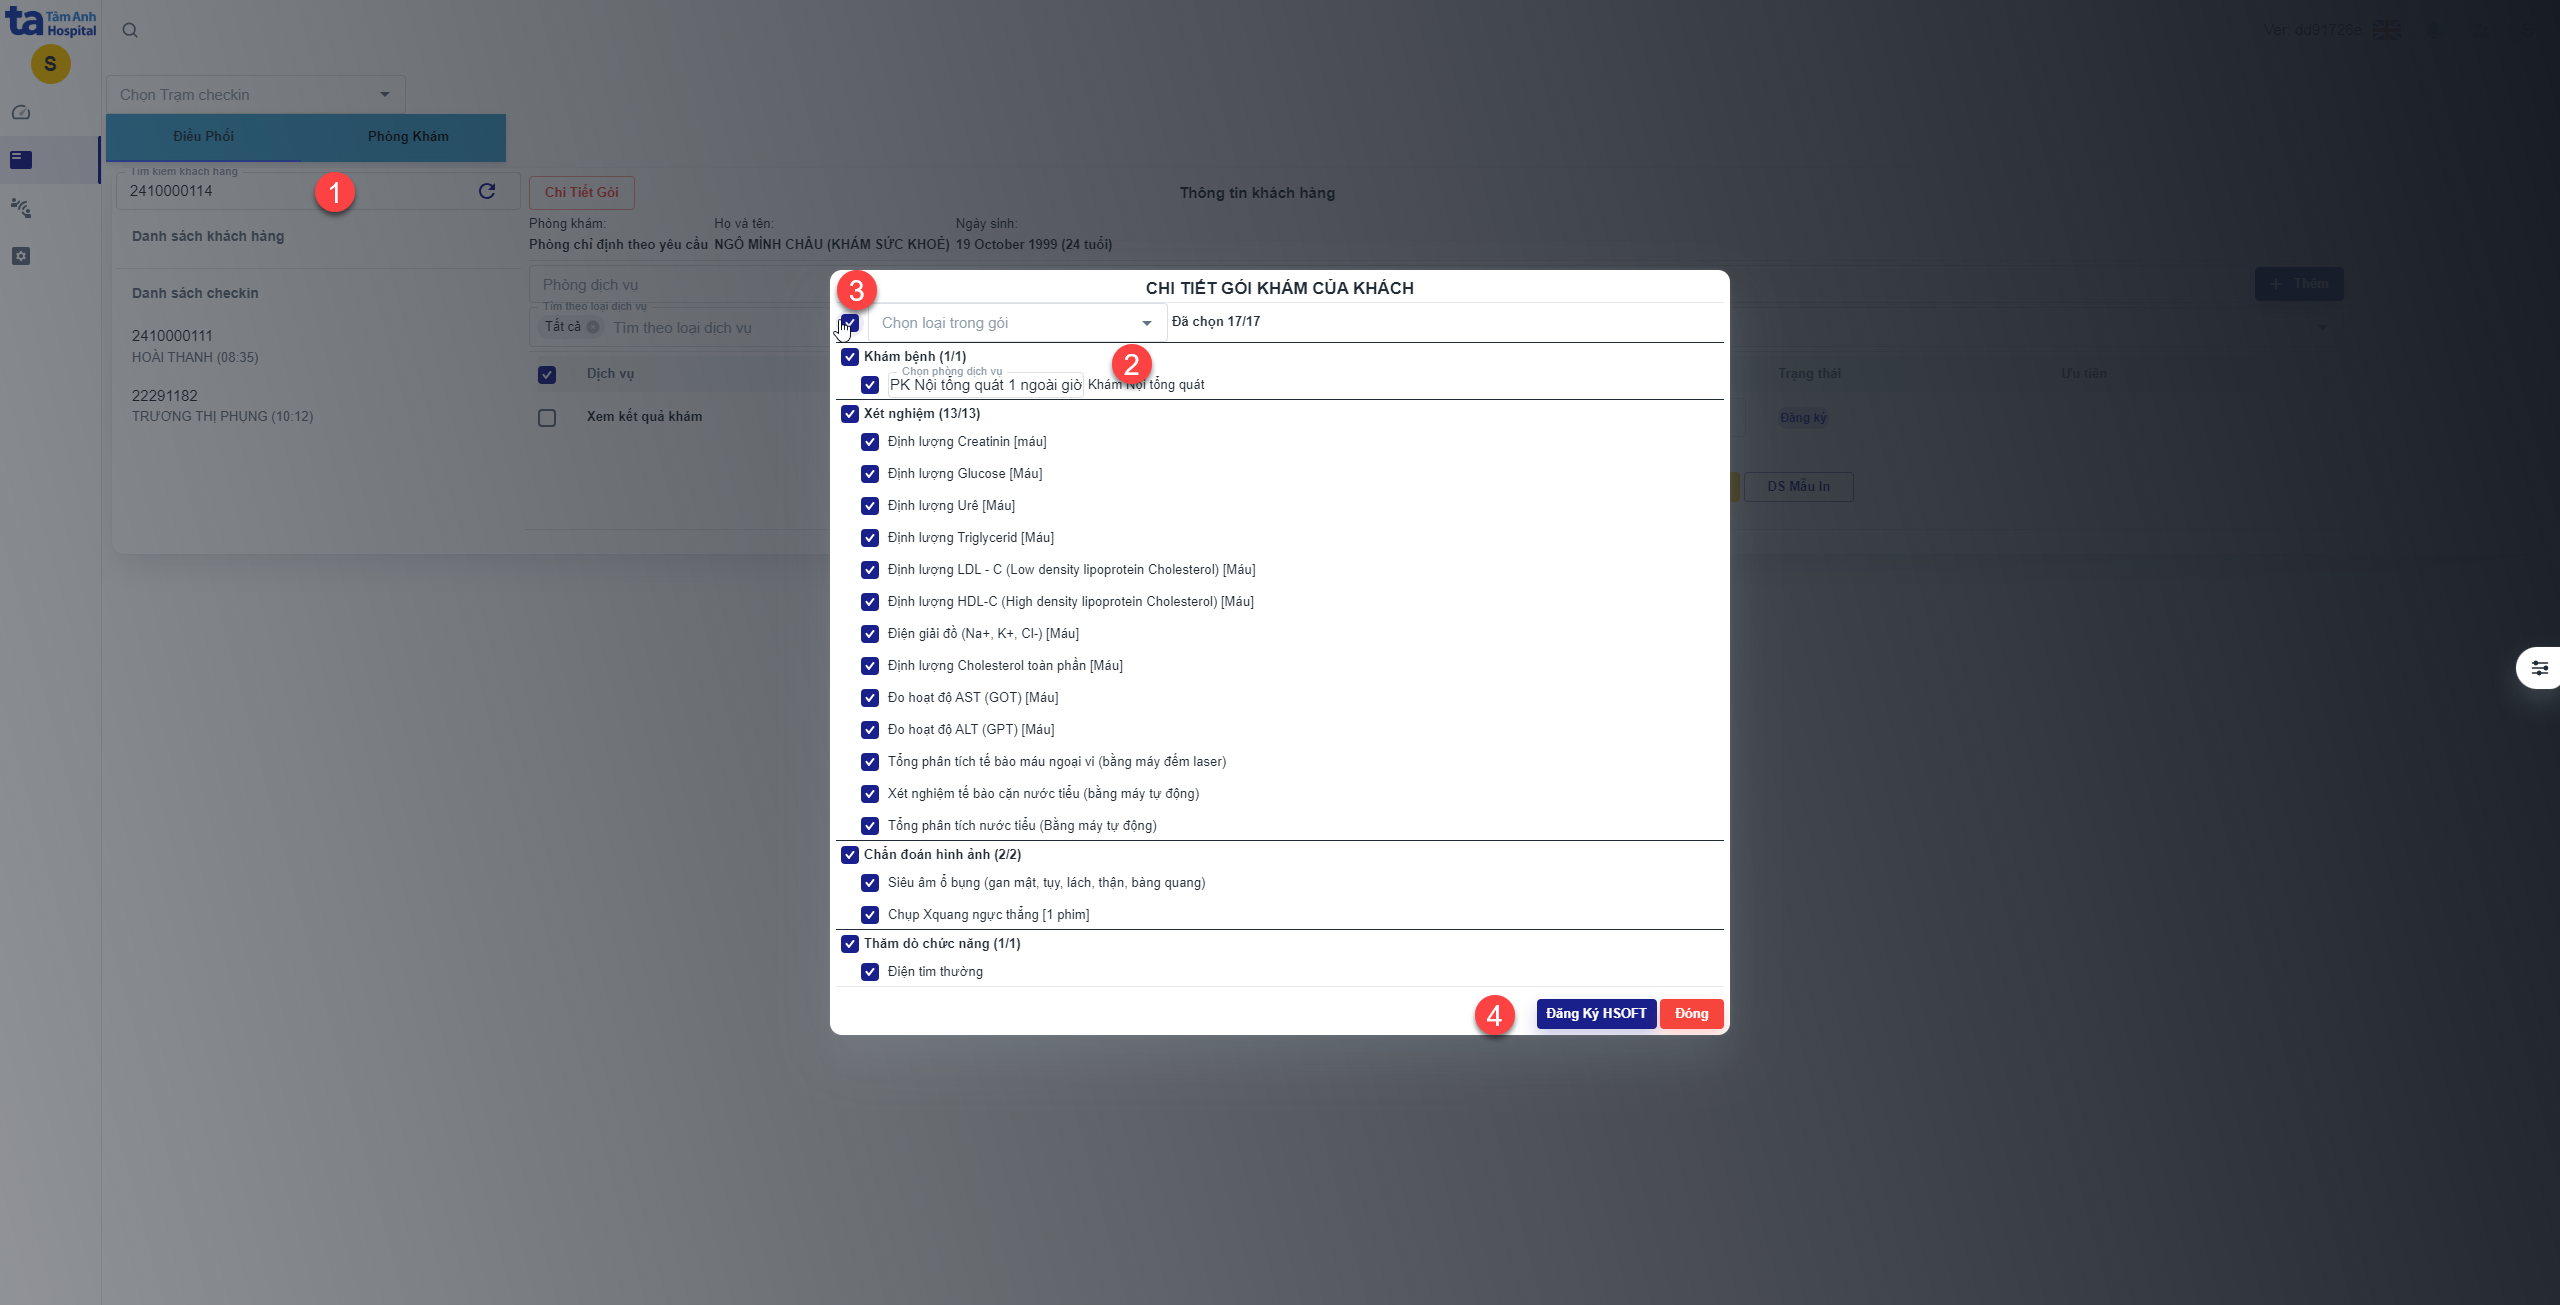 ta Tâm Anh Hospital
S
Ver: dd91726e
Chọn Trạm checkin
Điều Phối
Phòng Khám
Tìm kiếm khách hàng
2410000114
1
Chi Tiết Gói
Thông tin khách hàng
Phòng khám:
Họ và tên:
Ngày sinh:
Phòng chỉ định theo yêu cầu
NGÔ MÌNH CHÂU (KHÁM SỨC KHOẺ)
19 October 1999 (24 tuổi)
Danh sách khách hàng
Danh sách checkin
2410000111
HOÀI THANH (08:35)
22291182
TRƯƠNG THỊ PHỤNG (10:12)
Phòng dịch vụ
Thêm
Tìm theo loại dịch vụ
Tất cả
Tìm theo loại dịch vụ
Dịch vụ
Trạng thái
Ưu tiên
Xem kết quả khám
Đăng ký
DS Mẫu In
3
CHI TIẾT GÓI KHÁM CỦA KHÁCH
Chọn loại trong gói
Đã chọn 17/17
Khám bệnh (1/1)
2
Chọn phòng dịch vụ
PK Nội tổng quát 1 ngoài giờ
Khám Nội tổng quát
Xét nghiệm (13/13)
Định lượng Creatinin [máu]
Định lượng Glucose [Máu]
Định lượng Urê [Máu]
Định lượng Triglycerid [Máu]
Định lượng LDL - C (Low density lipoprotein Cholesterol) [Máu]
Định lượng HDL-C (High density lipoprotein Cholesterol) [Máu]
Điện giải đồ (Na+, K+, Cl-) [Máu]
Định lượng Cholesterol toàn phần [Máu]
Đo hoạt độ AST (GOT) [Máu]
Đo hoạt độ ALT (GPT) [Máu]
Tổng phân tích tế bào máu ngoại vi (bằng máy đếm laser)
Xét nghiệm tế bào cặn nước tiểu (bằng máy tự động)
Tổng phân tích nước tiểu (Bằng máy tự động)
Chẩn đoán hình ảnh (2/2)
Siêu âm ổ bụng (gan mật, tụy, lách, thận, bàng quang)
Chụp Xquang ngực thẳng [1 phim]
Thăm dò chức năng (1/1)
Điện tim thường
4
Đăng Ký HSOFT
Đóng